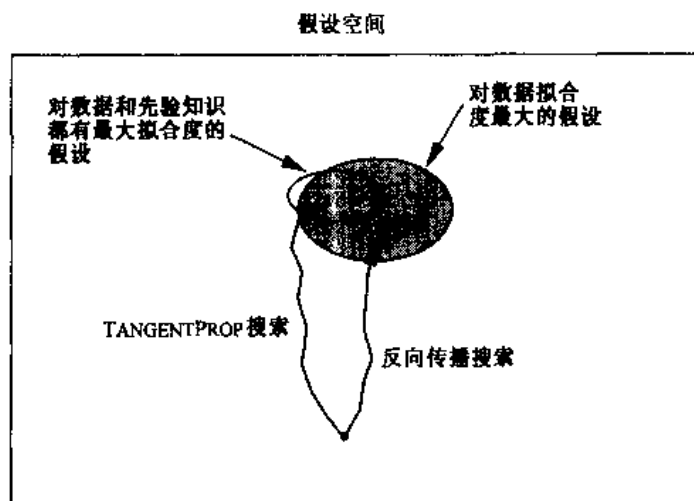 假设空间
对数据和先验知识
都有最大拟合度的
假设
对数据拟合
度最大的假设
TANGENTPROP 搜索
反向传播搜索